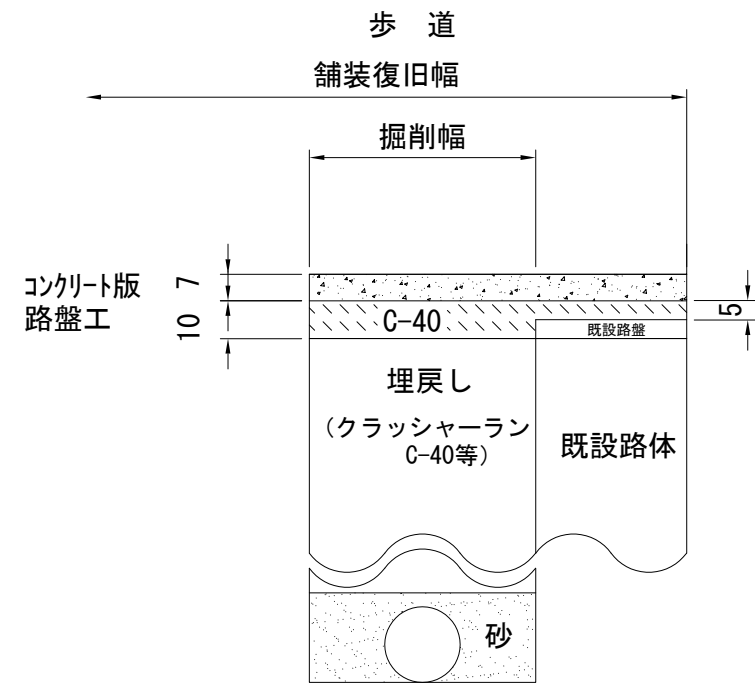 歩 道
舗装復旧幅
掘削幅
コンクリート版
7
路盤工
10
C-40
5
既設路盤
埋戻し
(クラッシャーラン
C-40等)
既設路体
砂